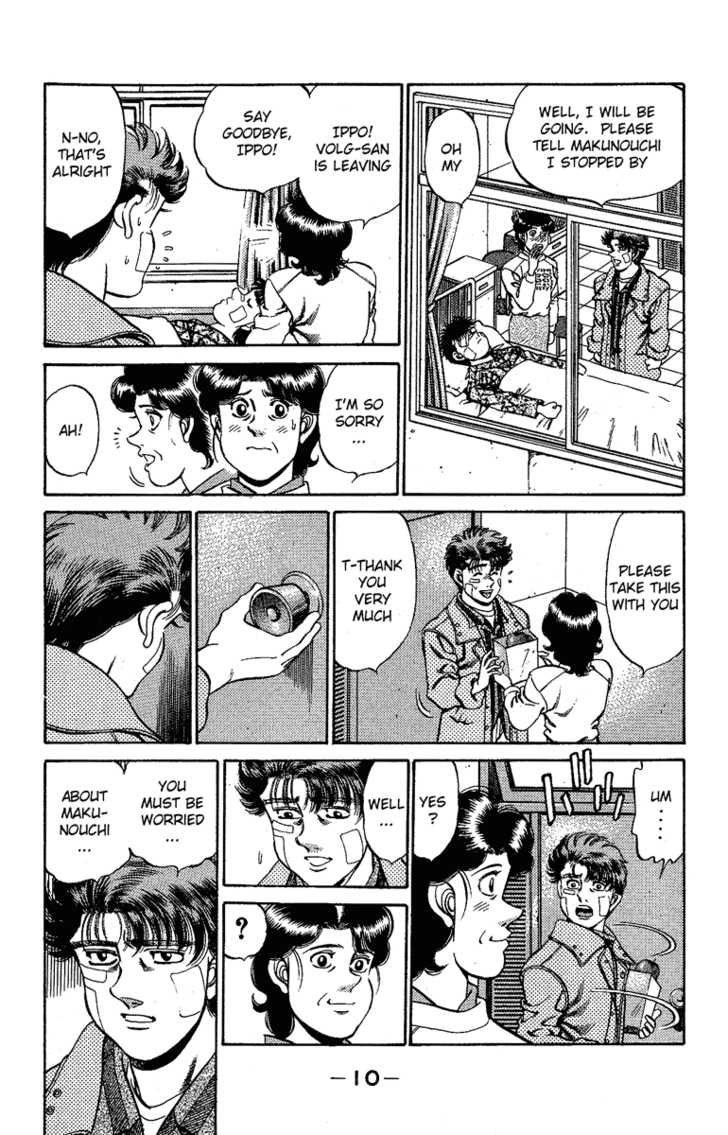 WELL, I WILL BE
GOING. PLEASE
TELL MAKUNOUCHI
I STOPPED BY
OH
MY
IPPO!
VOLG-SAN
IS LEAVING
SAY
GOODBYE,
IPPO!
N-NO,
THAT'S
ALRIGHT
I'M SO
SORRY
...
AH!
PLEASE
TAKE THIS
WITH YOU
T-THANK
YOU
VERY
MUCH
UM
...
YES
?
WELL
...
?
YOU
MUST BE
WORRIED
...
ABOUT
MAKU-
NOUCHI
...
-10-